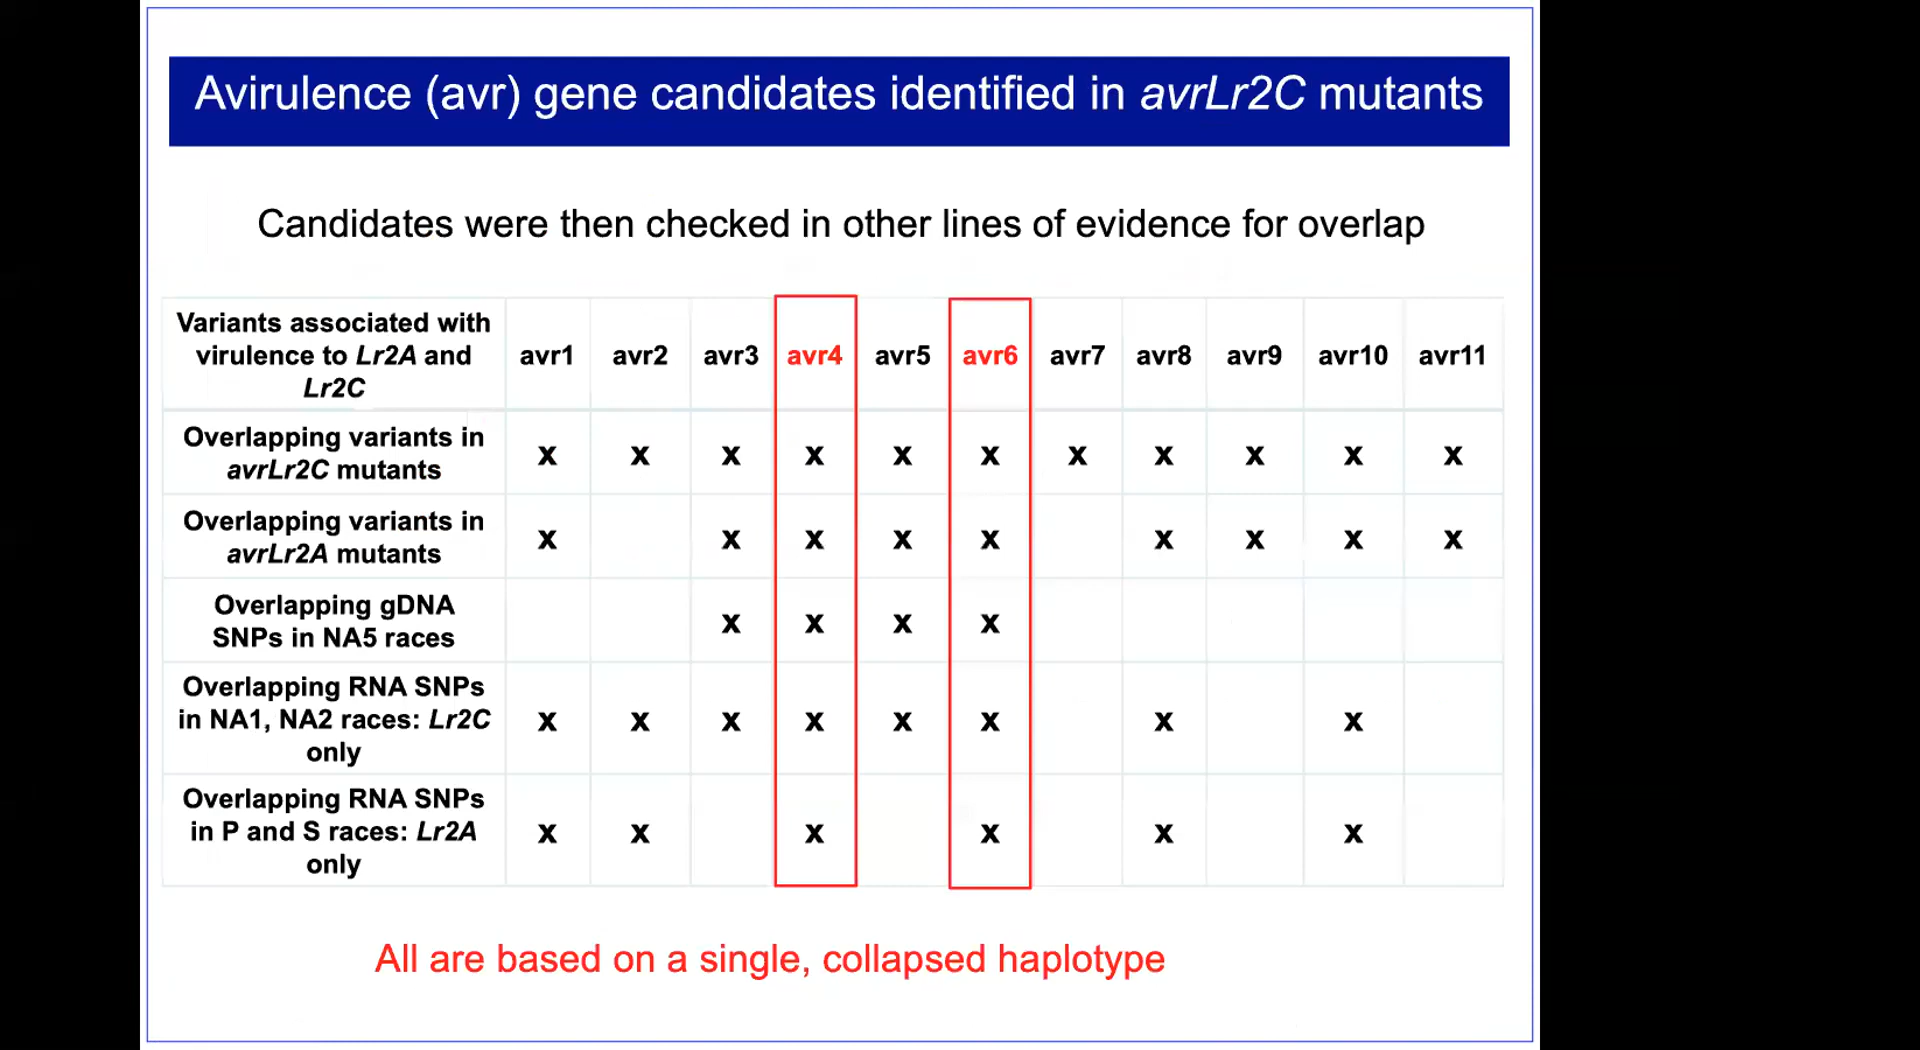 Avirulence (avr) gene candidates identified in avrLr2C mutants
Candidates were then checked in other lines of evidence for overlap
Variants associated with
virulence to Lr2A and
Lr2C
avr1 avr2 avr3 avr4 avr5 avr6 avr7 avr8 avr9 avr10 avr11
Overlapping variants in
avrLr2C mutants
x x x x x x x x x x x
Overlapping variants in
avrLr2A mutants
x x x x x x x x x
Overlapping gDNA
SNPs in NA5 races
x x x x
Overlapping RNA SNPs
in NA1, NA2 races: Lr2C
only
x x x x x x x x
Overlapping RNA SNPs
in P and S races: Lr2A
only
x x x x x x
All are based on a single, collapsed haplotype